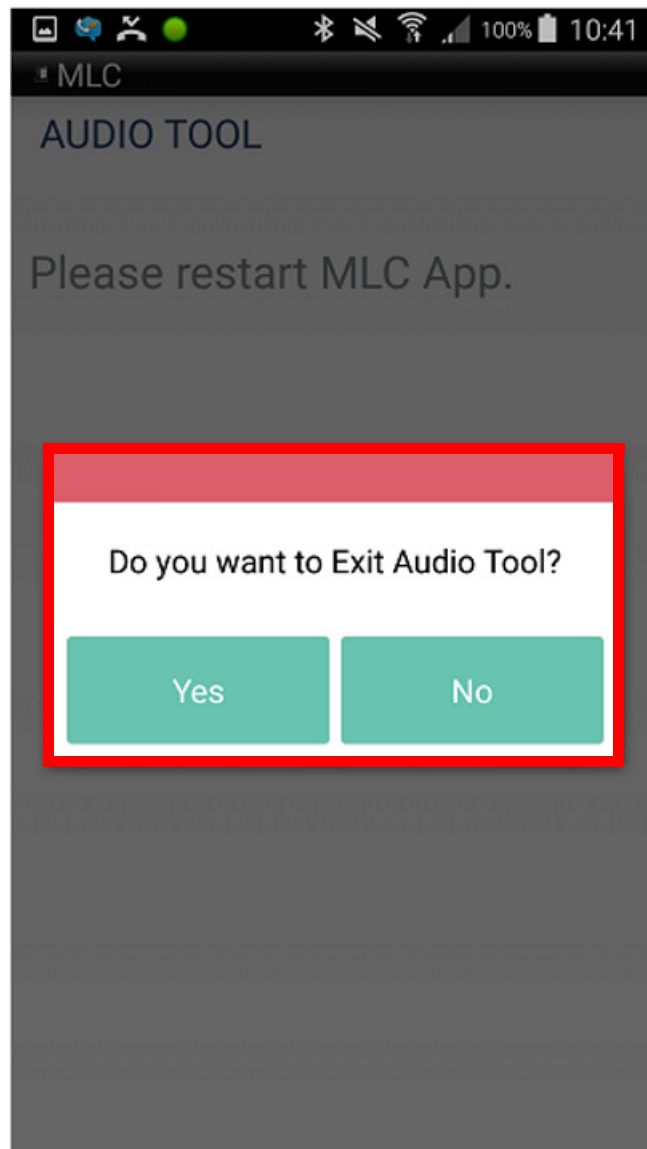 100% 10:41
MLC
AUDIO TOOL
Please restart MLC App.
Do you want to Exit Audio Tool?
Yes No